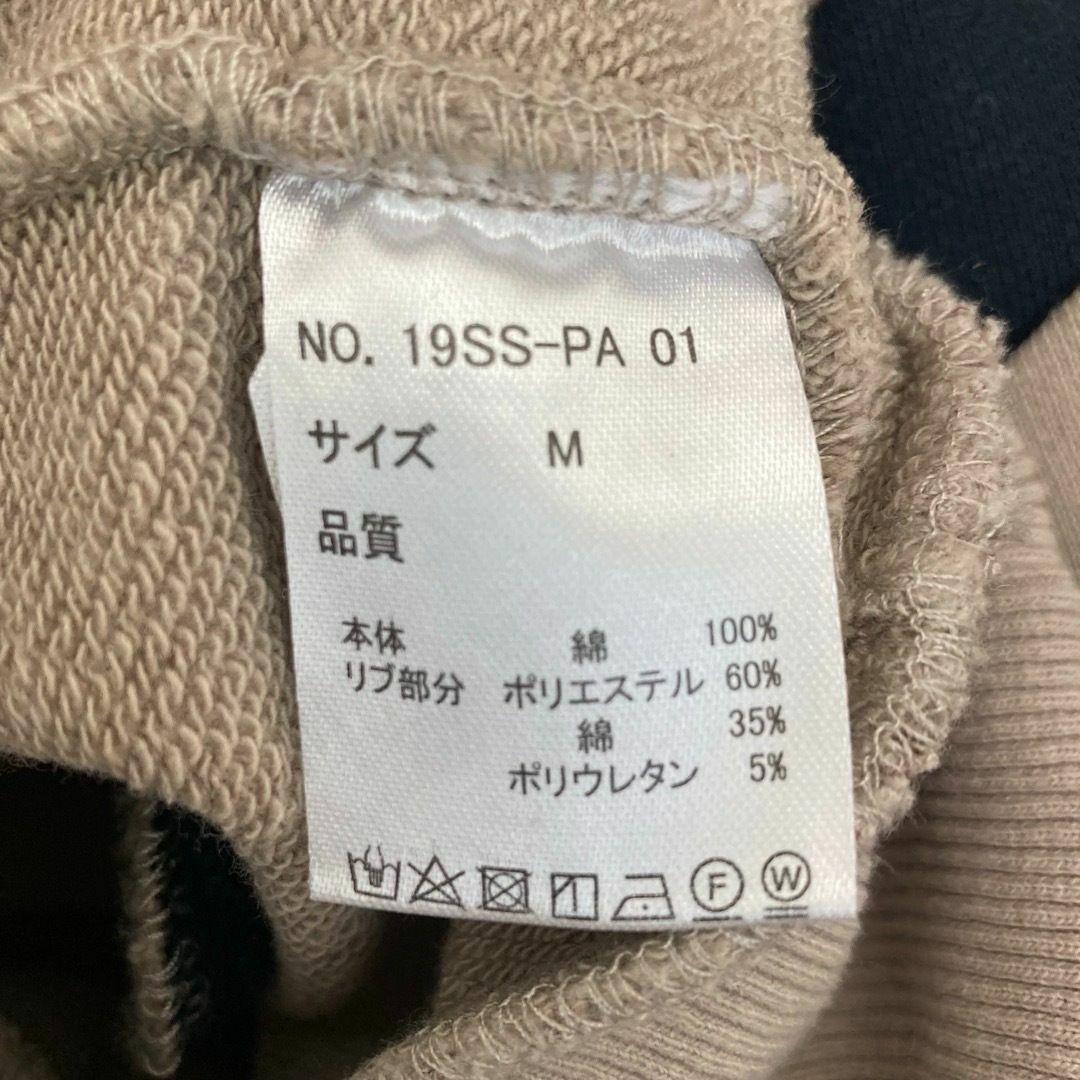 NO. 19SS-PA 01
サイズ M
品質
本体 綿 100%
リブ部分 ポリエステル 60%
綿 35%
ポリウレタン 5%
F W